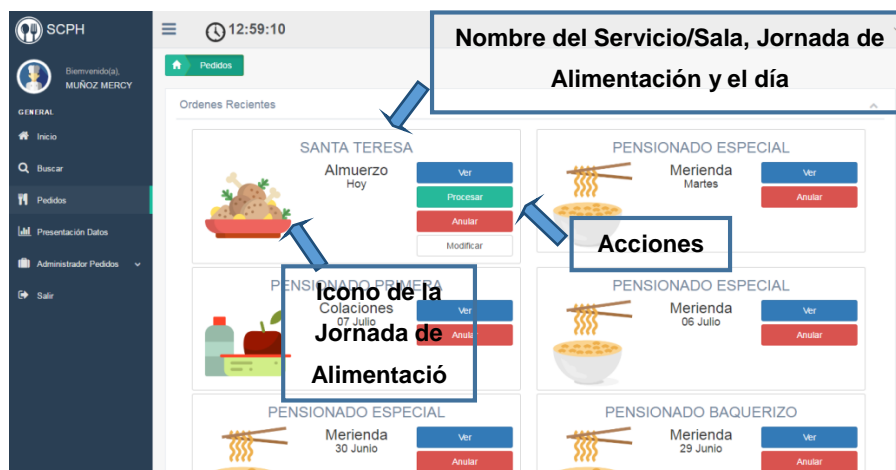 SCPH
Bienvenido(a),
MUÑOZ MERCY
GENERAL
Inicio
Buscar
Pedidos
Presentación Datos
Administrador Pedidos
Salir
12:59:10
Pedidos
Nombre del Servicio/Sala, Jornada de
Alimentación y el día
Ordenes Recientes
SANTA TERESA
Almuerzo
Hoy
Ver
Procesar
Anular
Modificar
PENSIONADO ESPECIAL
Merienda
Martes
Ver
Anular
Acciones
PENSIONADO PRIMERA
Colaciones
07 Julio
Ver
Anular
Icono de la
Jornada de
Alimentació
PENSIONADO ESPECIAL
Merienda
06 Julio
Ver
Anular
PENSIONADO ESPECIAL
Merienda
30 Junio
Ver
Anular
PENSIONADO BAQUERIZO
Merienda
29 Junio
Ver
Anular